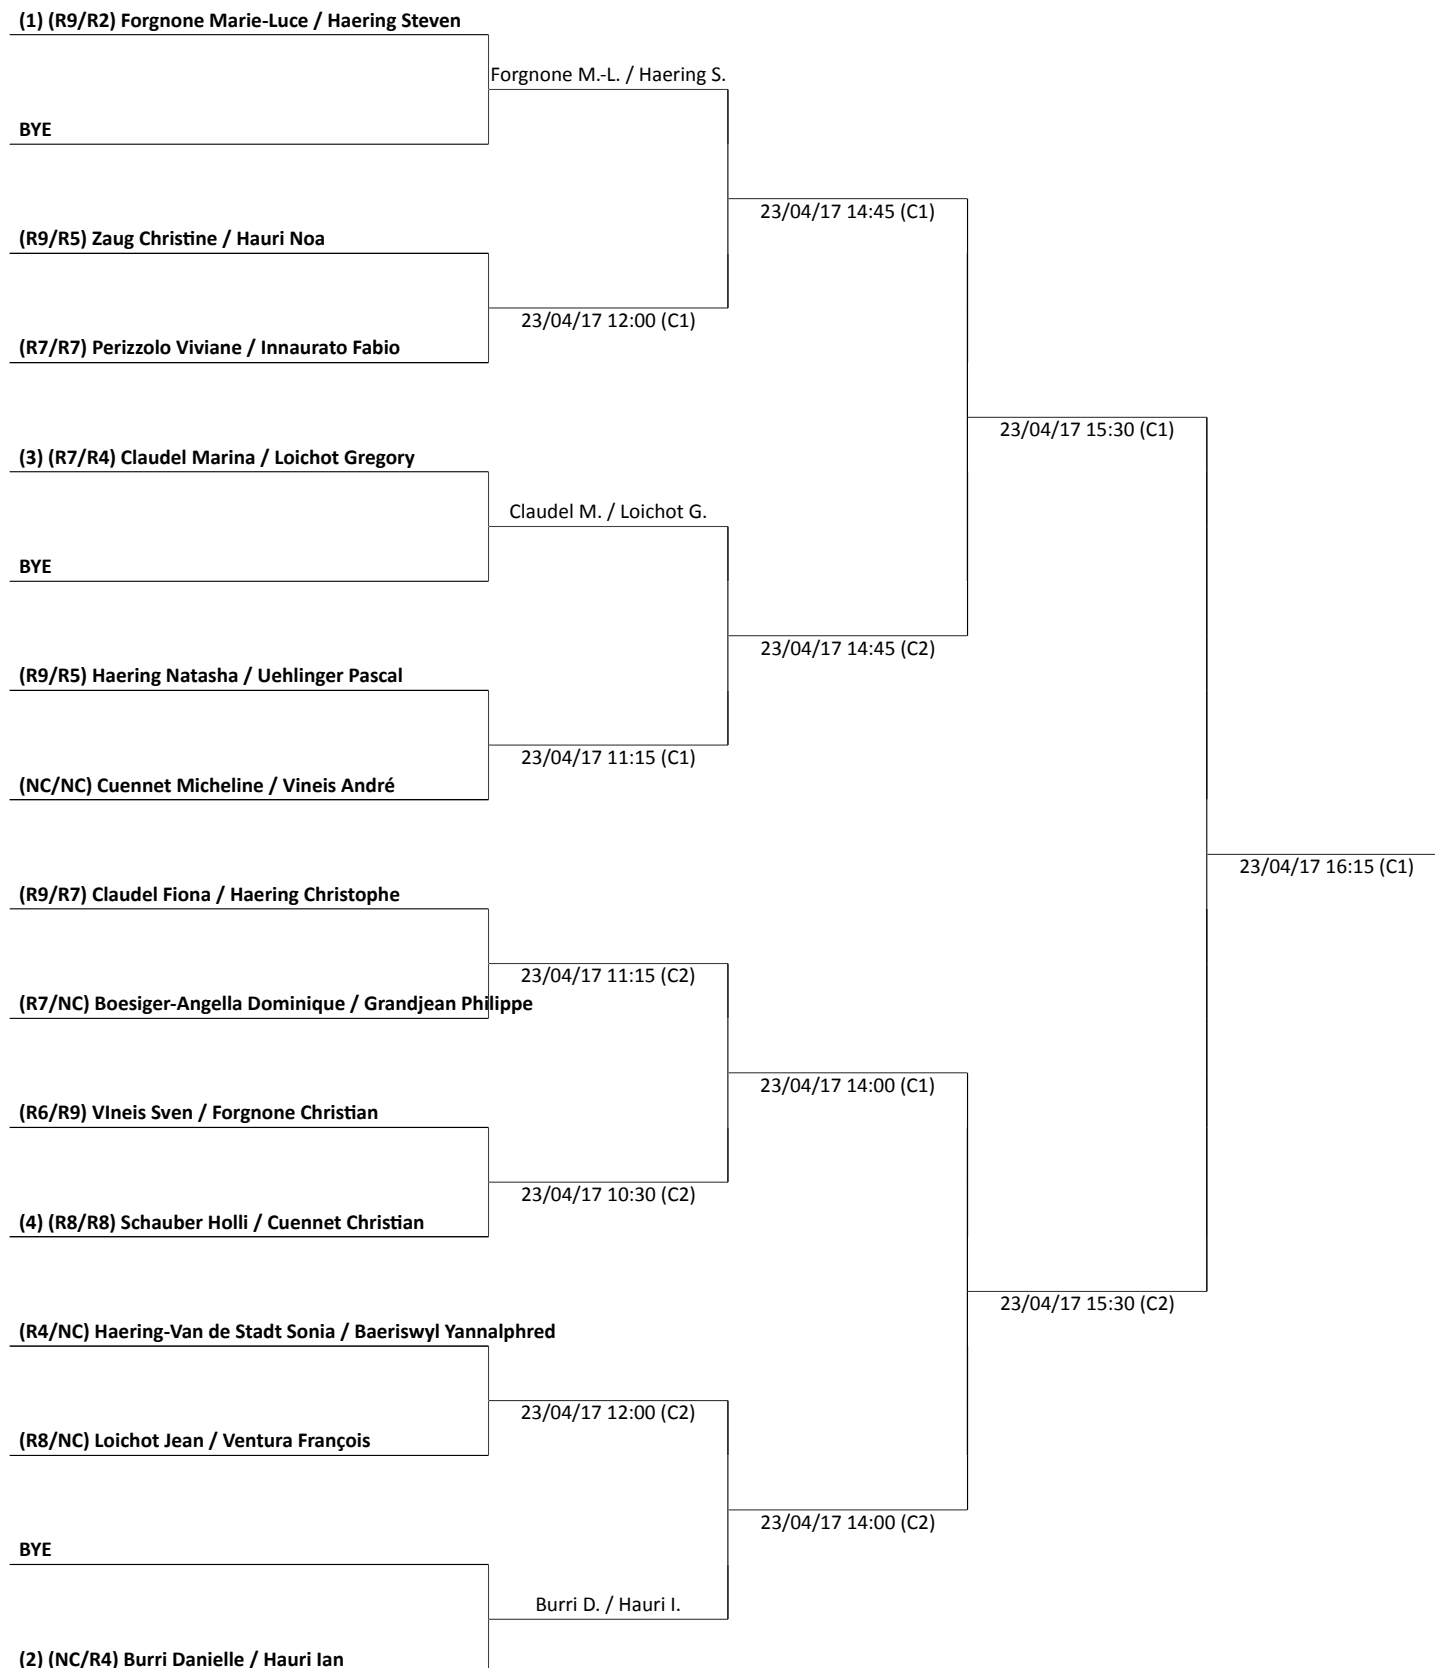 (1) (R9/R2) Forgnone Marie-Luce / Haering Steven
Forgnone M.-L. / Haering S.
BYE
23/04/17 14:45 (C1)
(R9/R5) Zaug Christine / Hauri Noa
23/04/17 12:00 (C1)
(R7/R7) Perizzolo Viviane / Innaurato Fabio
23/04/17 15:30 (C1)
(3) (R7/R4) Claudel Marina / Loichot Gregory
Claudel M. / Loichot G.
BYE
23/04/17 14:45 (C2)
(R9/R5) Haering Natasha / Uehlinger Pascal
23/04/17 11:15 (C1)
(NC/NC) Cuennet Micheline / Vineis André
23/04/17 16:15 (C1)
(R9/R7) Claudel Fiona / Haering Christophe
23/04/17 11:15 (C2)
(R7/NC) Boesiger-Angella Dominique / Grandjean Philippe
23/04/17 14:00 (C1)
(R6/R9) VIneis Sven / Forgnone Christian
23/04/17 10:30 (C2)
(4) (R8/R8) Schauber Holli / Cuennet Christian
23/04/17 15:30 (C2)
(R4/NC) Haering-Van de Stadt Sonia / Baeriswyl Yannalphred
23/04/17 12:00 (C2)
(R8/NC) Loichot Jean / Ventura François
23/04/17 14:00 (C2)
BYE
Burri D. / Hauri I.
(2) (NC/R4) Burri Danielle / Hauri Ian